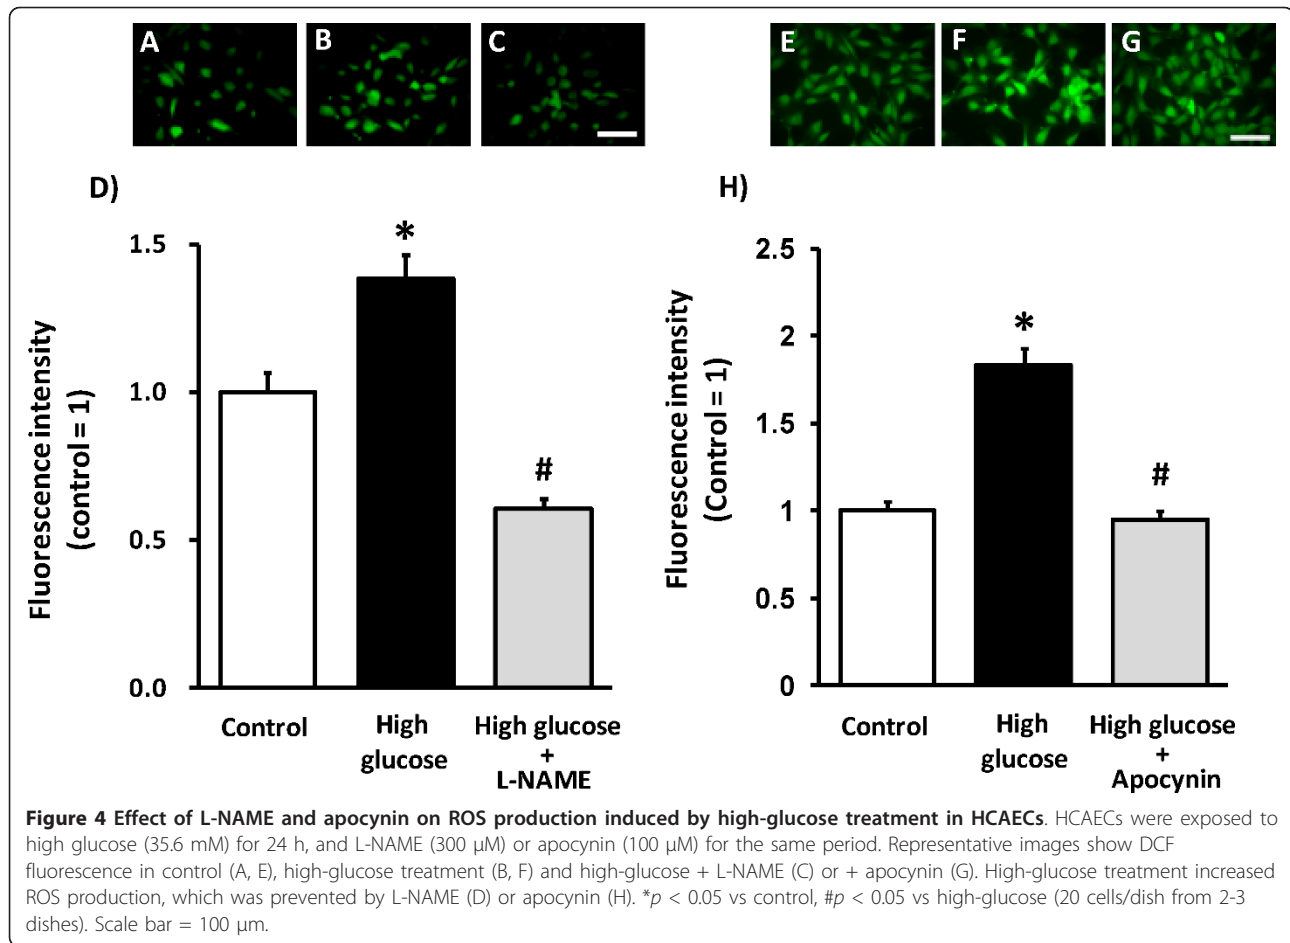 A B C E F G
D) H)
Fluorescence intensity
(control = 1)
1.5
1.0
0.5
0.0
*
#
Control
High
glucose
High glucose
+
L-NAME
Fluorescence intensity
(Control = 1)
2.5
2
1.5
1
0.5
0
*
#
Control
High
glucose
High glucose
+
Apocynin
Figure 4 Effect of L-NAME and apocynin on ROS production induced by high-glucose treatment in HCAECs. HCAECs were exposed to
high glucose (35.6 mM) for 24 h, and L-NAME (300 μM) or apocynin (100 μM) for the same period. Representative images show DCF
fluorescence in control (A, E), high-glucose treatment (B, F) and high-glucose + L-NAME (C) or + apocynin (G). High-glucose treatment increased
ROS production, which was prevented by L-NAME (D) or apocynin (H). *p < 0.05 vs control, #p < 0.05 vs high-glucose (20 cells/dish from 2-3
dishes). Scale bar = 100 μm.